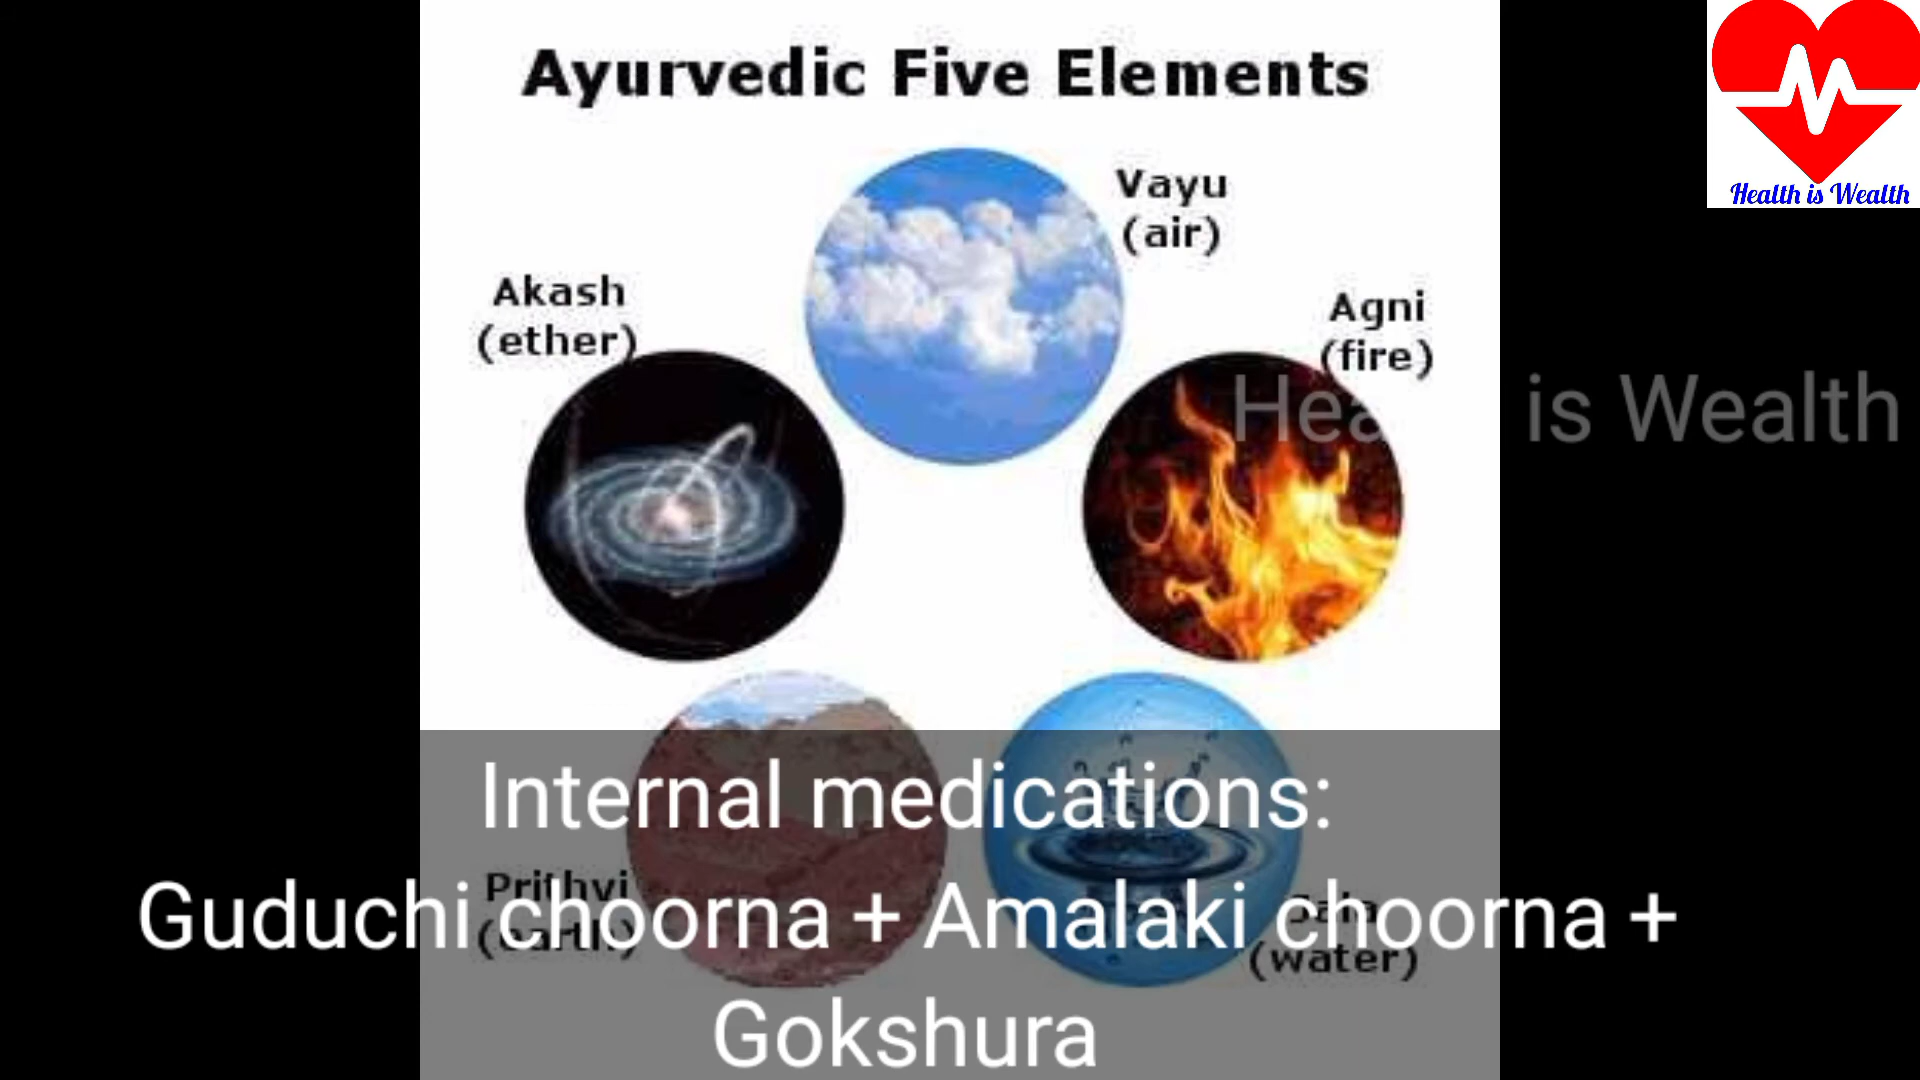 Ayurvedic Five Elements
Health is Wealth
Vayu
(air)
Akash
(ether)
Agni
(fire)
is Wealth
Internal medications:
Prithvi
(earth)
Guduchi choorna + Amalaki choorna +
(water)
Gokshura